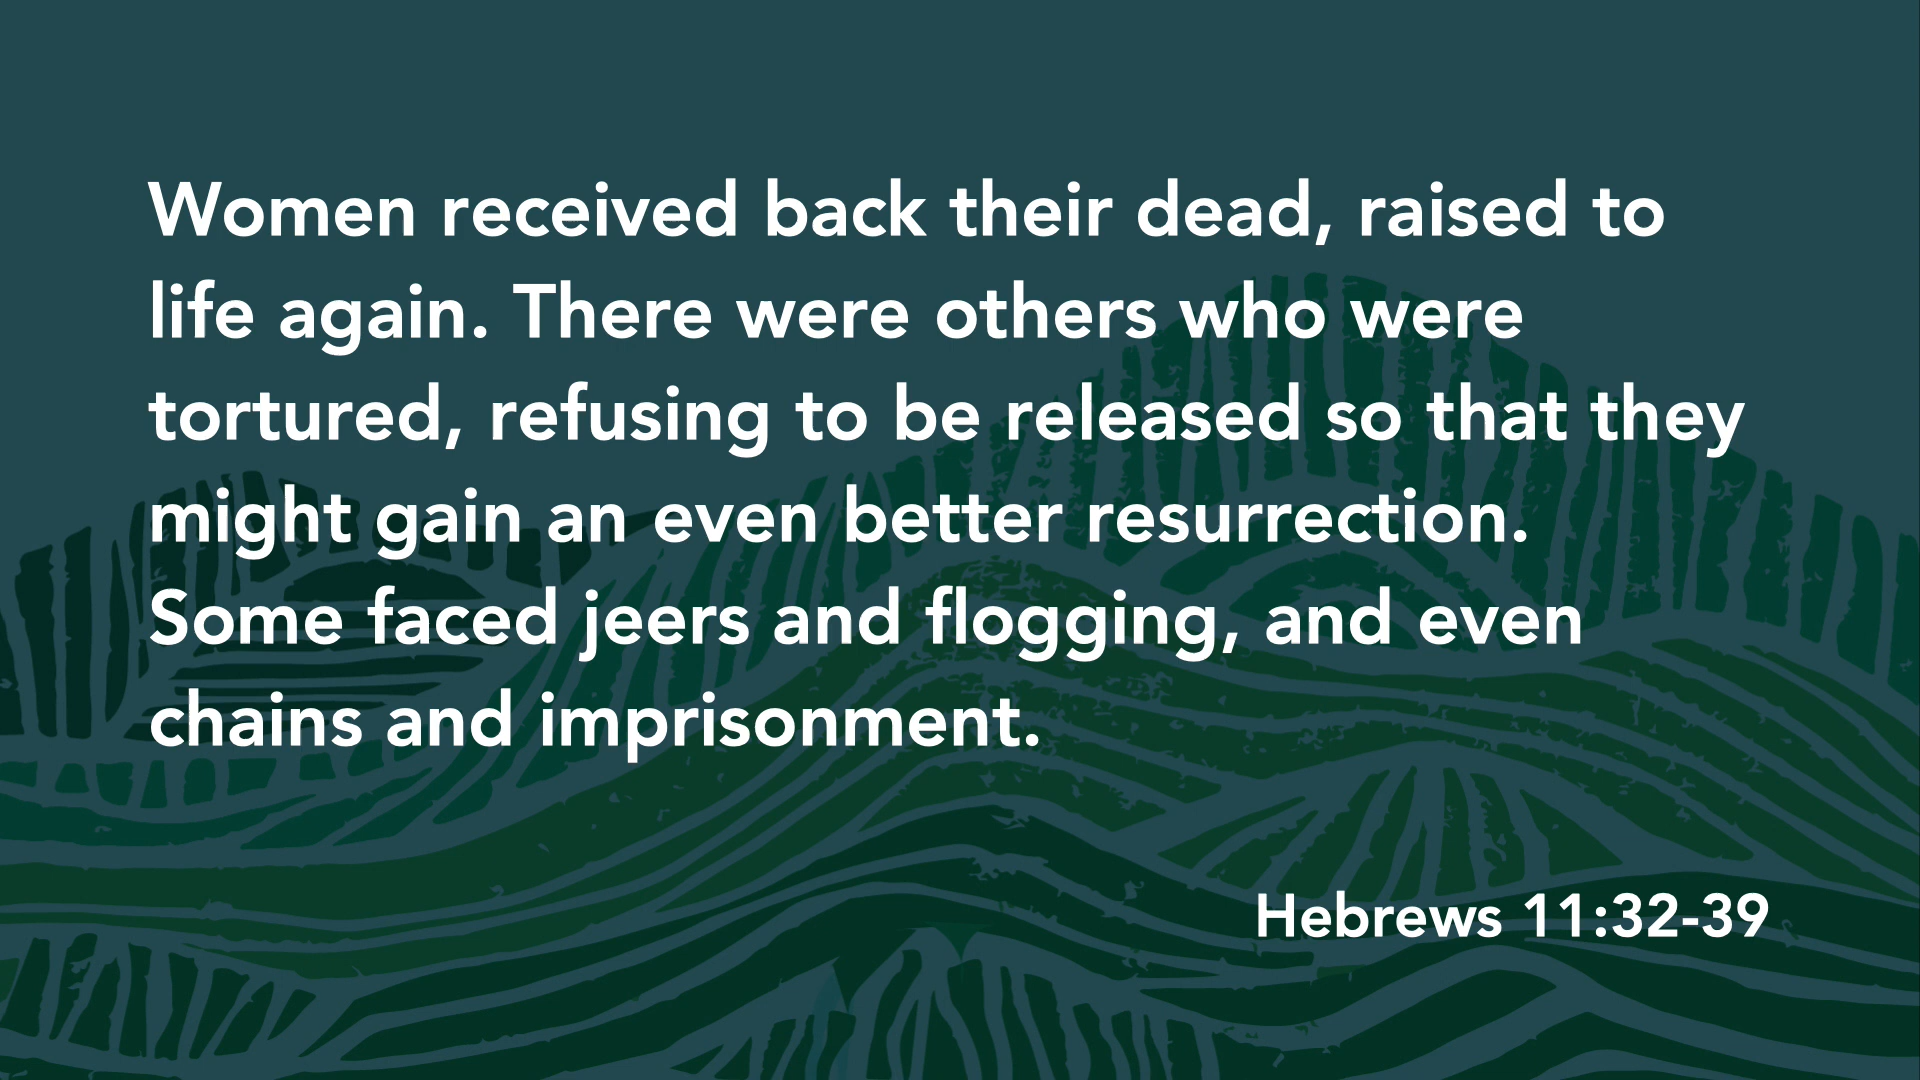 Women received back their dead, raised to
life again. There were others who were
tortured, refusing to be released so that they
might gain an even better resurrection.
Some faced jeers and flogging, and even
chains and imprisonment.
Hebrews 11:32-39